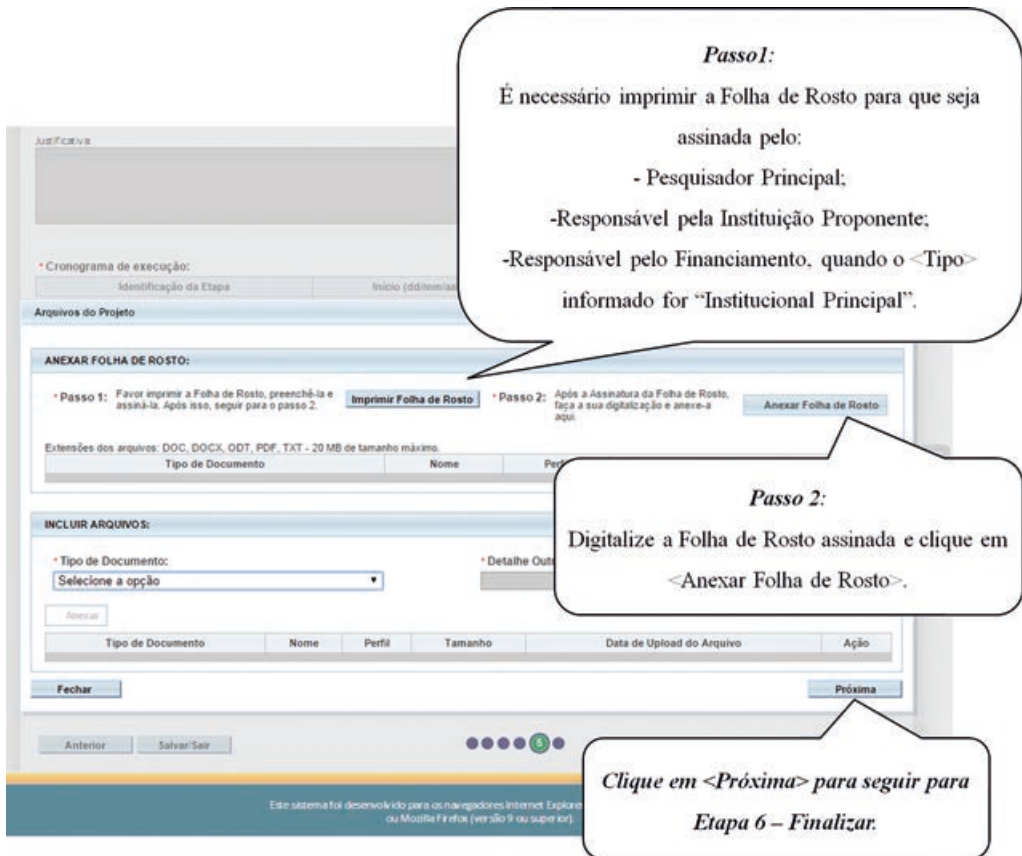 Passo1:
É necessário imprimir a Folha de Rosto para que seja
assinada pelo:
- Pesquisador Principal;
-Responsável pela Instituição Proponente;
-Responsável pelo Financiamento, quando o <Tipo>
informado for “Institucional Principal”.
Justificativa
* Cronograma de execução:
Identificação da Etapa
Início (dd/mm/aa
Arquivos do Projeto
ANEXAR FOLHA DE ROSTO:
* Passo 1: Favor imprimir a Folha de Rosto, preenchê-la e
assiná-la. Após isso, seguir para o passo 2.
Imprimir Folha de Rosto
* Passo 2: Após a Assinatura da Folha de Rosto,
faça a sua digitalização e anexe-a
aqui.
Anexar Folha de Rosto
Extensões dos arquivos: DOC, DOCX, ODT, PDF, TXT - 20 MB de tamanho máximo.
Tipo de Documento Nome Perf
Passo 2:
Digitalize a Folha de Rosto assinada e clique em
<Anexar Folha de Rosto>.
INCLUIR ARQUIVOS:
* Tipo de Documento:
* Detalhe Out
Selecione a opção
Anexar
Tipo de Documento Nome Perfil Tamanho Data de Upload do Arquivo Ação
Fechar
Próxima
Anterior Salvar/Sair
5
Clique em <Próxima> para seguir para
Etapa 6 – Finalizar.
Este sistema foi desenvolvido para os navegadores Internet Explore
ou Mozilla Firefox (versão 9 ou superior).